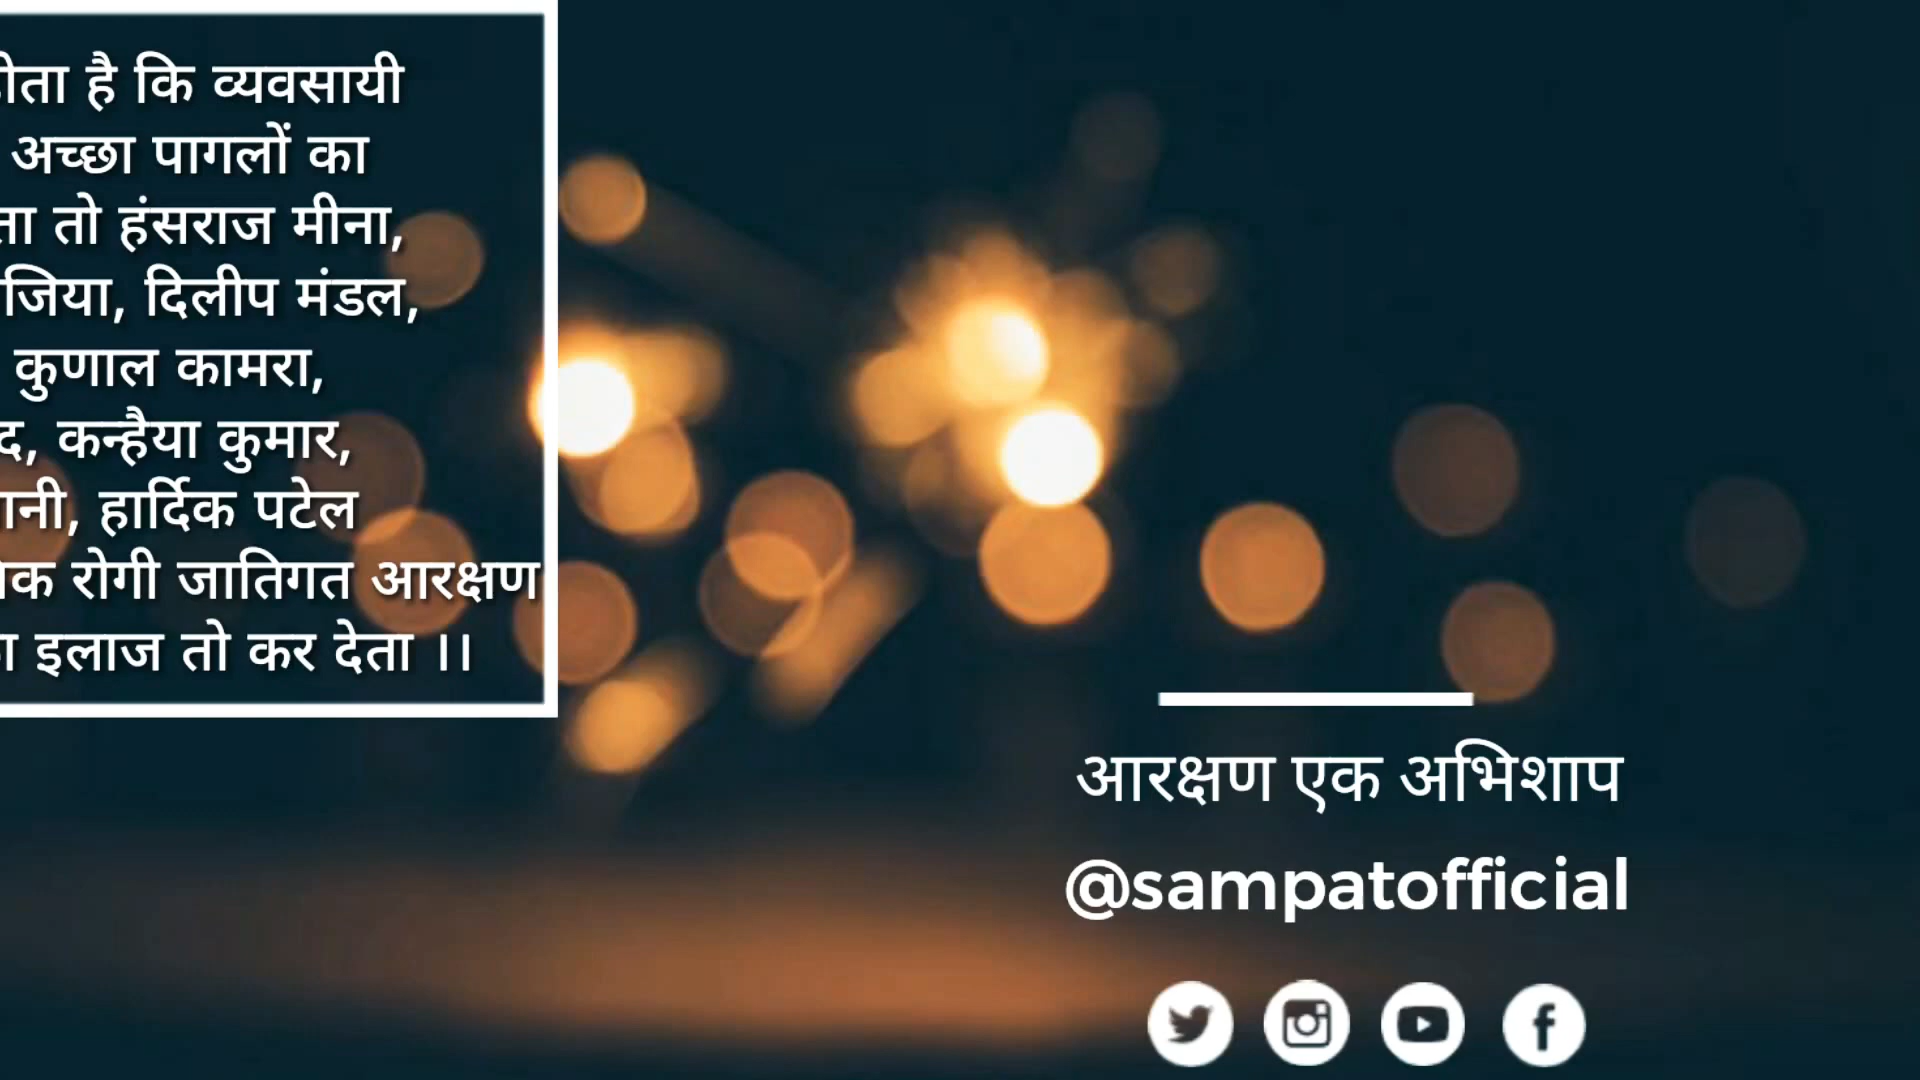 है कि व्यवसायी
अच्छा पागलों का
तो हंसराज मीना,
दिलीप मंडल,
कुणाल कामरा,
कन्हैया कुमार,
हार्दिक पटेल
रोगी जातिगत आरक्षण
इलाज तो कर देता ।।
आरक्षण एक अभिशाप
@sampatofficial